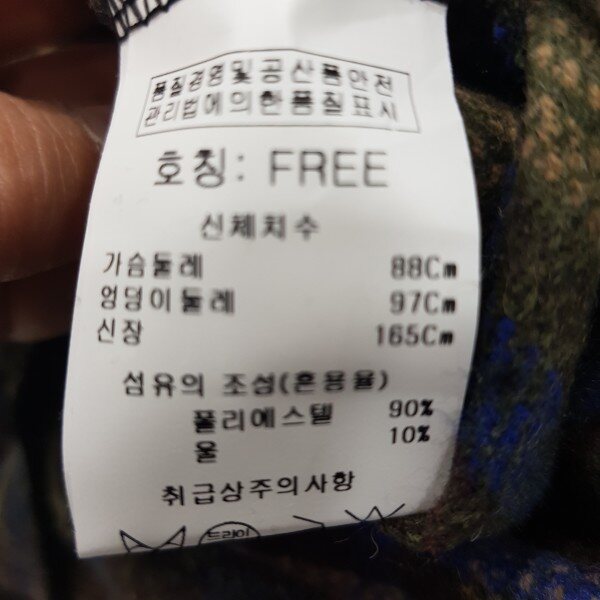 품질경영및공산품안전
관리법에의한품질표시
호칭: FREE
신체치수
가슴둘레 88Cm
엉덩이둘레 97Cm
신장 165Cm
섬유의 조성(혼용율)
폴리에스텔 90%
울 10%
취급상주의사항
드라이